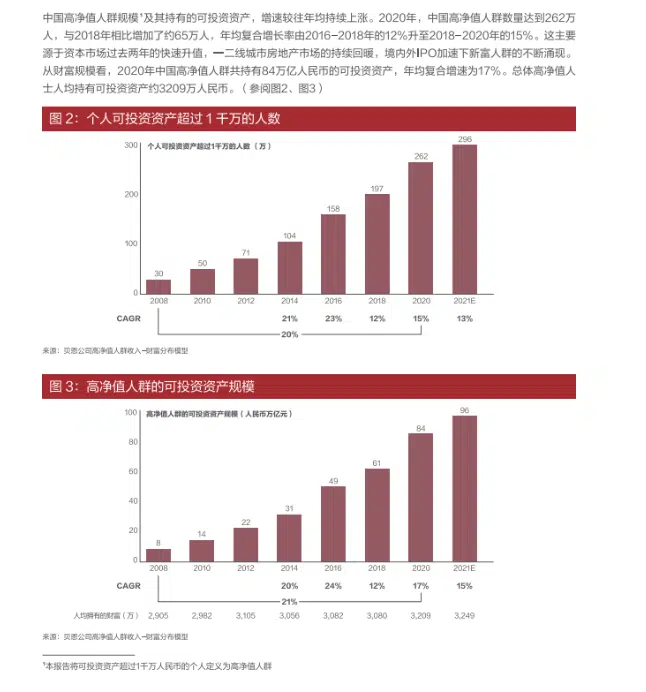 中国高净值人群规模¹及其持有的可投资资产，增速较往年均持续上涨。2020年，中国高净值人群数量达到262万
人，与2018年相比增加了约65万人，年均复合增长率由2016-2018年的12%升至2018-2020年的15%。这主要
源于资本市场过去两年的快速升值，一二线城市房地产市场的持续回暖，境内外IPO加速下新富人群的不断涌现。
从财富规模看，2020年中国高净值人群共持有84万亿人民币的可投资资产，年均复合增速为17%。总体高净值人
士人均持有可投资资产约3209万人民币。（参阅图2、图3）
图 2：个人可投资资产超过 1 千万的人数
个人可投资资产超过1千万的人数（万）
300
200
100
0
30
50
71
104
158
197
262
296
2008 2010 2012 2014 2016 2018 2020 2021E
CAGR 21% 23% 12% 15% 13%
20%
来源：贝恩公司高净值人群收入-财富分布模型
图 3：高净值人群的可投资资产规模
高净值人群的可投资资产规模（人民币万亿元）
100
80
60
40
20
0
8
14
22
31
49
61
84
96
2008 2010 2012 2014 2016 2018 2020 2021E
CAGR 20% 24% 12% 17% 15%
21%
人均拥有的财富（万） 2,905 2,982 3,105 3,056 3,082 3,080 3,209 3,249
来源：贝恩公司高净值人群收入-财富分布模型
¹本报告将可投资资产超过1千万人民币的个人定义为高净值人群